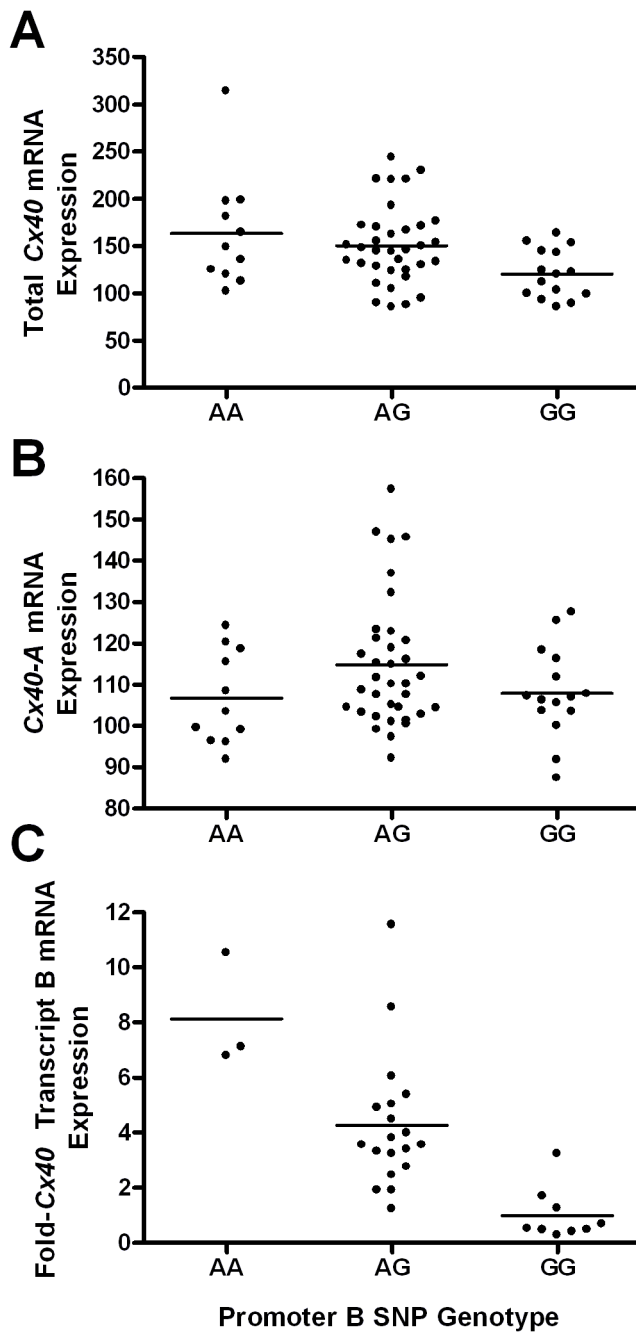 A
Total Cx40 mRNA
Expression
350
300
250
200
150
100
50
0
AA AG GG
B
Cx40-A mRNA
Expression
160
150
140
130
120
110
100
90
80
AA AG GG
C
Fold-Cx40 Transcript B mRNA
Expression
12
10
8
6
4
2
0
AA AG GG
Promoter B SNP Genotype